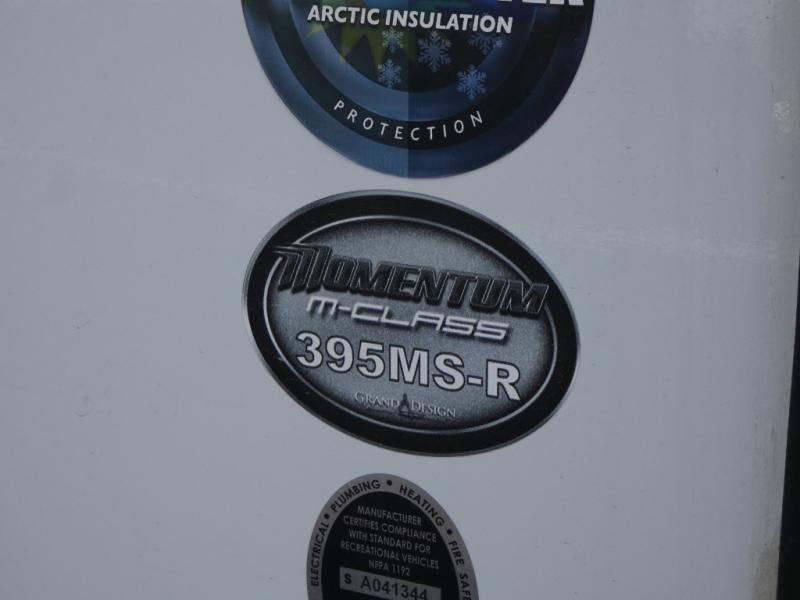 ARCTIC INSULATION
PROTECTION
MOMENTUM
M-CLASS
395MS-R
GRAND DESIGN
ELECTRICAL • PLUMBING • HEATING • FIRE SAFE
MANUFACTURER
CERTIFIES COMPLIANCE
WITH STANDARD FOR
RECREATIONAL VEHICLES
NFPA 1192
S A041344